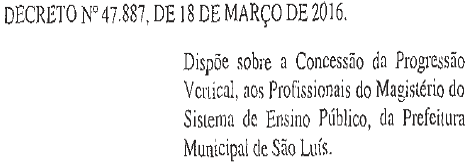 DECRETO Nº 47.887, DE 18 DE MARÇO DE 2016.
Dispõe sobre a Concessão da Progressão
Vertical, aos Profissionais do Magistério do
Sistema de Ensino Público, da Prefeitura
Municipal de São Luís.